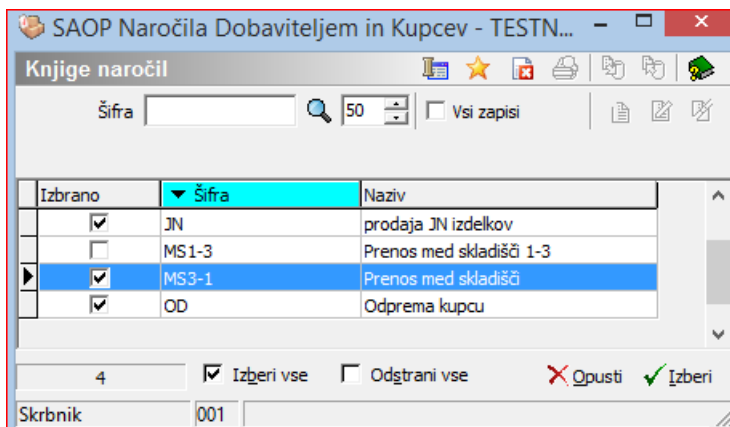 SAOP Naročila Dobaviteljem in Kupcev - TESTN...
Knjige naročil
Šifra 50 Vsi zapisi
Izbrano Šifra Naziv
JN prodaja JN izdelkov
MS1-3 Prenos med skladišči 1-3
MS3-1 Prenos med skladišči
OD Odprema kupcu
4 Izberi vse Odstrani vse Opusti Izberi
Skrbnik 001